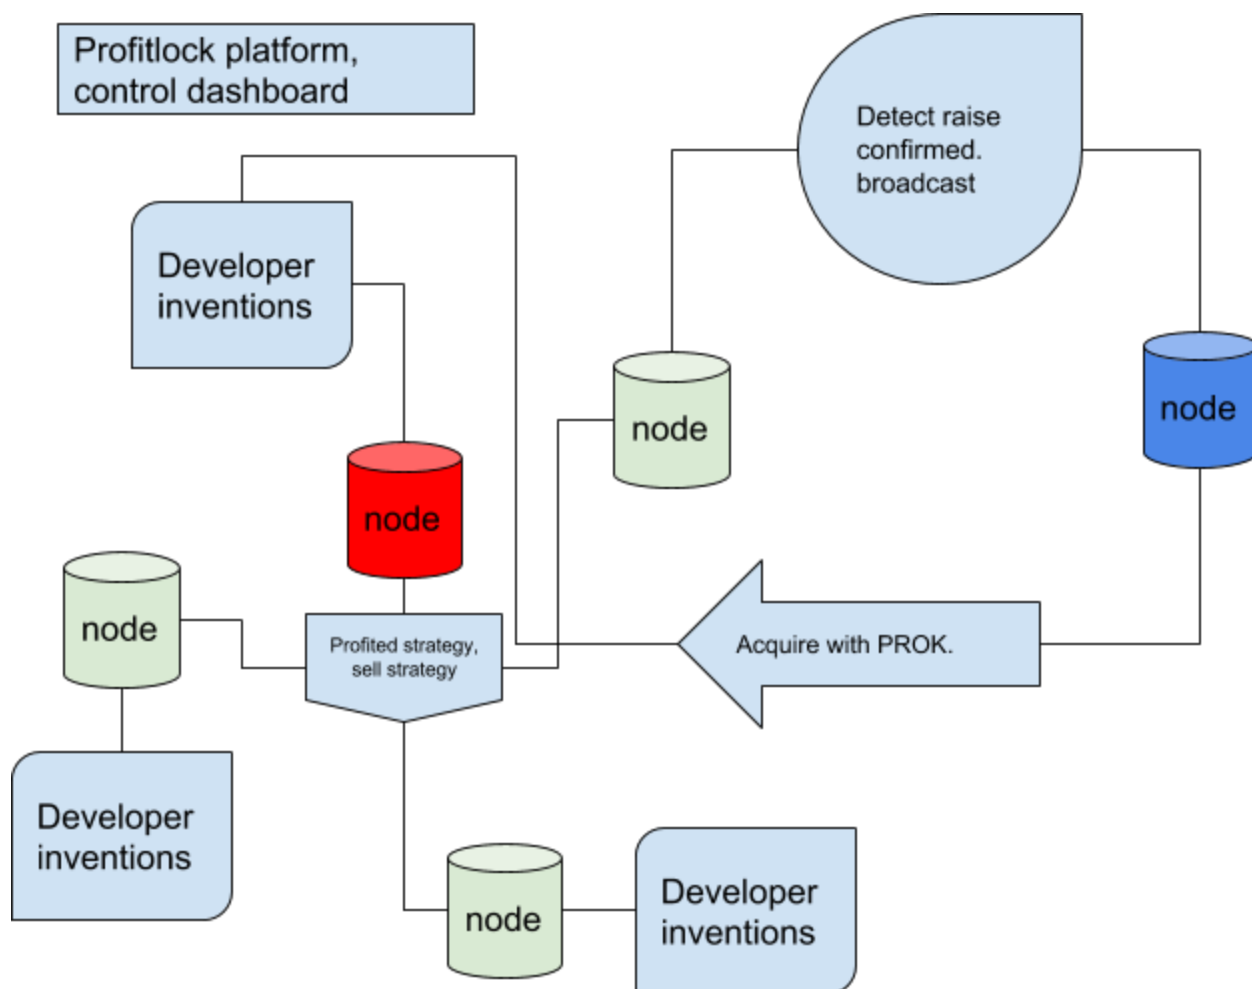 Profitlock platform,
control dashboard
Detect raise
confirmed.
broadcast
Developer
inventions
node
node
node
node
Profited strategy,
sell strategy
Acquire with PROK.
Developer
inventions
node
Developer
inventions